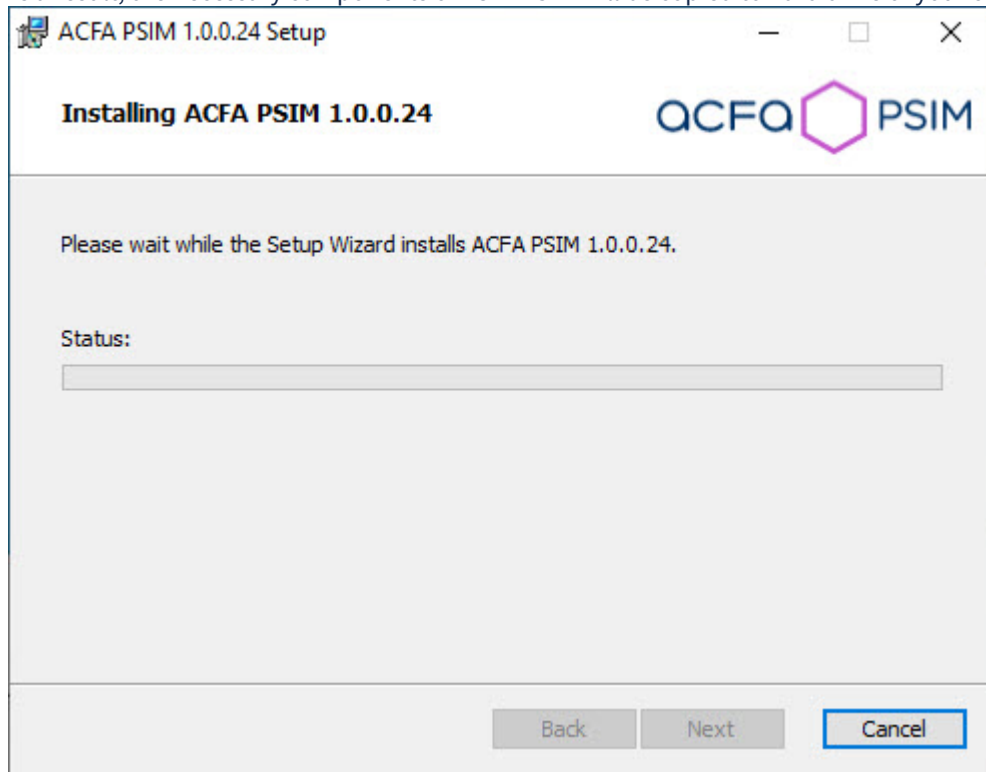 ACFA PSIM 1.0.0.24 Setup
Installing ACFA PSIM 1.0.0.24
acfa PSIM
Please wait while the Setup Wizard installs ACFA PSIM 1.0.0.24.
Status:
Back Next Cancel